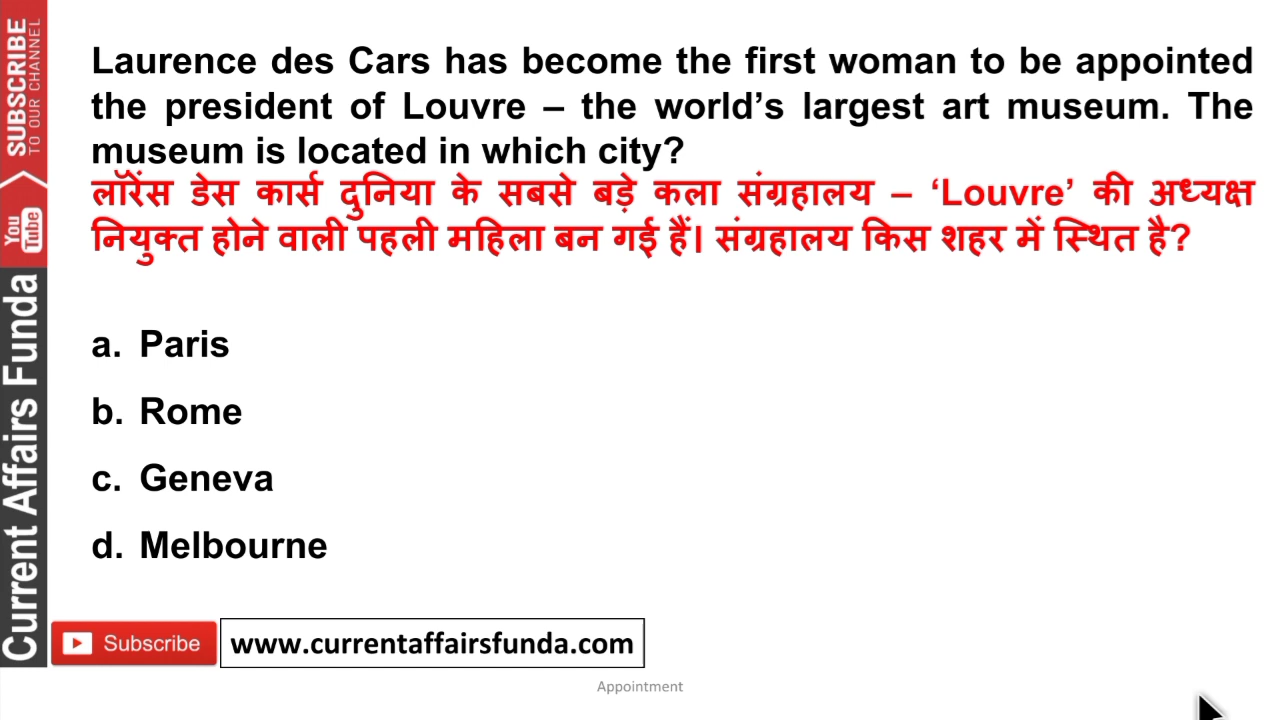 Laurence des Cars has become the first woman to be appointed
the president of Louvre – the world’s largest art museum. The
museum is located in which city?
लॉरेंस डेस कार्स दुनिया के सबसे बड़े कला संग्रहालय – ‘Louvre’ की अध्यक्ष
नियुक्त होने वाली पहली महिला बन गई हैं। संग्रहालय किस शहर में स्थित है?
a. Paris
b. Rome
c. Geneva
d. Melbourne
SUBSCRIBE
TO OUR CHANNEL
You
Tube
Current Affairs Funda
Subscribe
www.currentaffairsfunda.com
Appointment